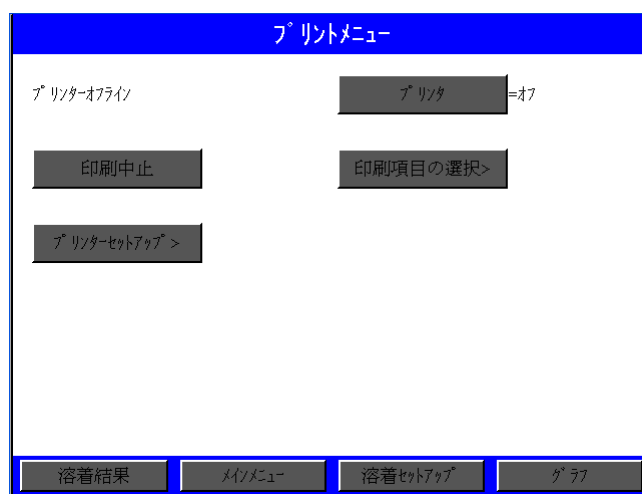 プリントメニュー
ﾌﾟﾘﾝﾀｰｵﾌﾗｲﾝ
ﾌﾟﾘﾝﾀ =ｵﾌ
印刷中止
印刷項目の選択>
ﾌﾟﾘﾝﾀｰｾｯﾄｱｯﾌﾟ>
溶着結果
ﾒｲﾝﾒﾆｭｰ
溶着ｾｯﾄｱｯﾌﾟ
ｸﾞﾗﾌ